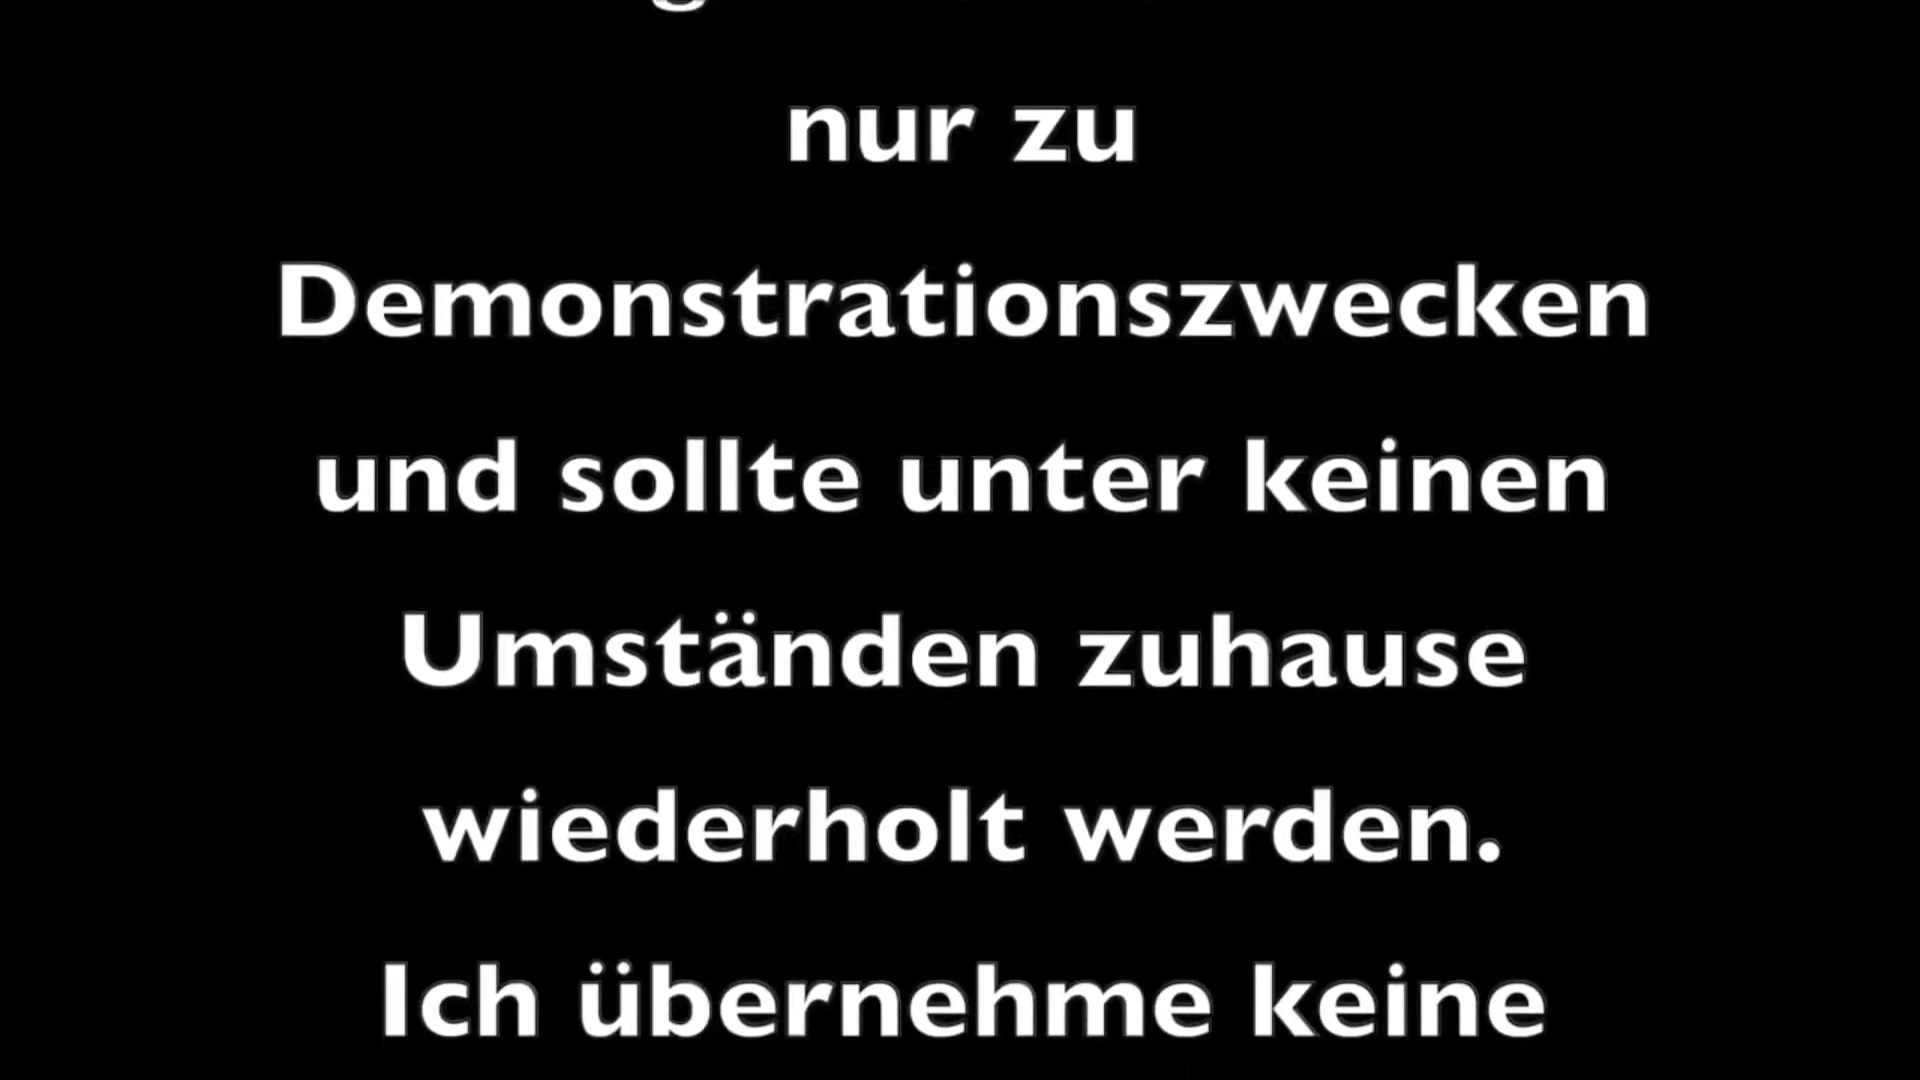 nur zu
Demonstrationszwecken
und sollte unter keinen
Umständen zuhause
wiederholt werden.
Ich übernehme keine